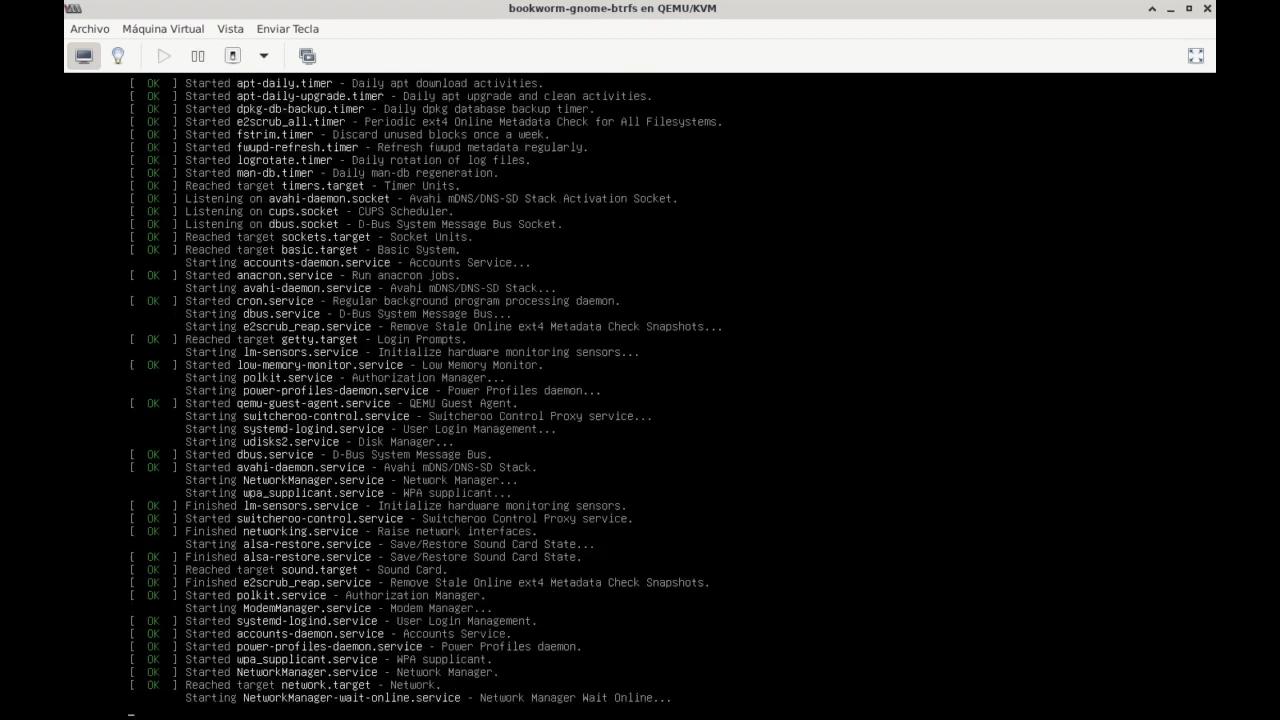 bookworm-gnome-btrfs en QEMU/KVM
Archivo Máquina Virtual Vista Enviar Tecla
[ OK ] Started apt-daily.timer - Daily apt download activities.
[ OK ] Started apt-daily-upgrade.timer - Daily apt upgrade and clean activities.
[ OK ] Started dpkg-db-backup.timer - Daily dpkg database backup timer.
[ OK ] Started e2scrub_all.timer - Periodic ext4 Online Metadata Check for All Filesystems.
[ OK ] Started fstrim.timer - Discard unused blocks once a week.
[ OK ] Started fwupd-refresh.timer - Refresh fwupd metadata regularly.
[ OK ] Started logrotate.timer - Daily rotation of log files.
[ OK ] Started man-db.timer - Daily man-db regeneration.
[ OK ] Reached target timers.target - Timer Units.
[ OK ] Listening on avahi-daemon.socket - Avahi mDNS/DNS-SD Stack Activation Socket.
[ OK ] Listening on cups.socket - CUPS Scheduler.
[ OK ] Listening on dbus.socket - D-Bus System Message Bus Socket.
[ OK ] Reached target sockets.target - Socket Units.
[ OK ] Reached target basic.target - Basic System.
Starting accounts-daemon.service - Accounts Service...
[ OK ] Started anacron.service - Run anacron jobs.
Starting avahi-daemon.service - Avahi mDNS/DNS-SD Stack...
[ OK ] Started cron.service - Regular background program processing daemon.
Starting dbus.service - D-Bus System Message Bus...
Starting e2scrub_reap.service - Remove Stale Online ext4 Metadata Check Snapshots...
[ OK ] Reached target getty.target - Login Prompts.
Starting lm-sensors.service - Initialize hardware monitoring sensors...
[ OK ] Started low-memory-monitor.service - Low Memory Monitor.
Starting polkit.service - Authorization Manager...
Starting power-profiles-daemon.service - Power Profiles daemon...
[ OK ] Started qemu-guest-agent.service - QEMU Guest Agent.
Starting switcheroo-control.service - Switcheroo Control Proxy service...
Starting systemd-logind.service - User Login Management...
Starting udisks2.service - Disk Manager...
[ OK ] Started dbus.service - D-Bus System Message Bus.
[ OK ] Started avahi-daemon.service - Avahi mDNS/DNS-SD Stack.
Starting NetworkManager.service - Network Manager...
Starting wpa_supplicant.service - WPA supplicant...
[ OK ] Finished lm-sensors.service - Initialize hardware monitoring sensors.
[ OK ] Started switcheroo-control.service - Switcheroo Control Proxy service.
[ OK ] Finished networking.service - Raise network interfaces.
Starting alsa-restore.service - Save/Restore Sound Card State...
[ OK ] Finished alsa-restore.service - Save/Restore Sound Card State.
[ OK ] Reached target sound.target - Sound Card.
[ OK ] Finished e2scrub_reap.service - Remove Stale Online ext4 Metadata Check Snapshots.
[ OK ] Started polkit.service - Authorization Manager.
Starting ModemManager.service - Modem Manager...
[ OK ] Started systemd-logind.service - User Login Management.
[ OK ] Started accounts-daemon.service - Accounts Service.
[ OK ] Started power-profiles-daemon.service - Power Profiles daemon.
[ OK ] Started wpa_supplicant.service - WPA supplicant.
[ OK ] Started NetworkManager.service - Network Manager.
[ OK ] Reached target network.target - Network.
Starting NetworkManager-wait-online.service - Network Manager Wait Online...